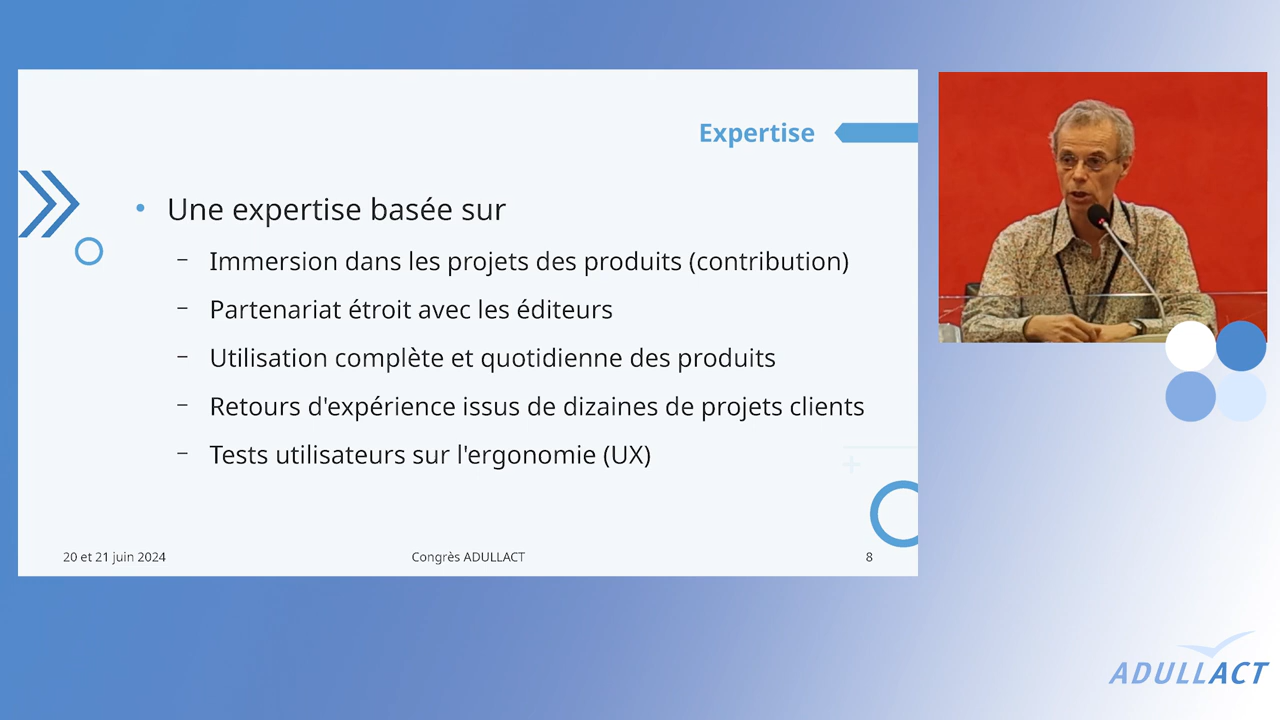 Expertise
• Une expertise basée sur
– Immersion dans les projets des produits (contribution)
– Partenariat étroit avec les éditeurs
– Utilisation complète et quotidienne des produits
– Retours d'expérience issus de dizaines de projets clients
– Tests utilisateurs sur l'ergonomie (UX)
20 et 21 juin 2024
Congrès ADULLACT
8
ADULLACT